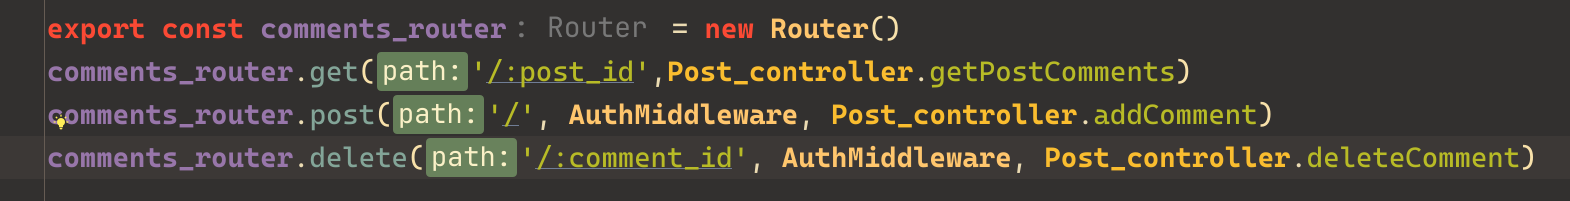 export const comments_router: Router = new Router()
comments_router.get(path: '/:post_id',Post_controller.getPostComments)
comments_router.post(path: '/', AuthMiddleware, Post_controller.addComment)
comments_router.delete(path: '/:comment_id', AuthMiddleware, Post_controller.deleteComment)